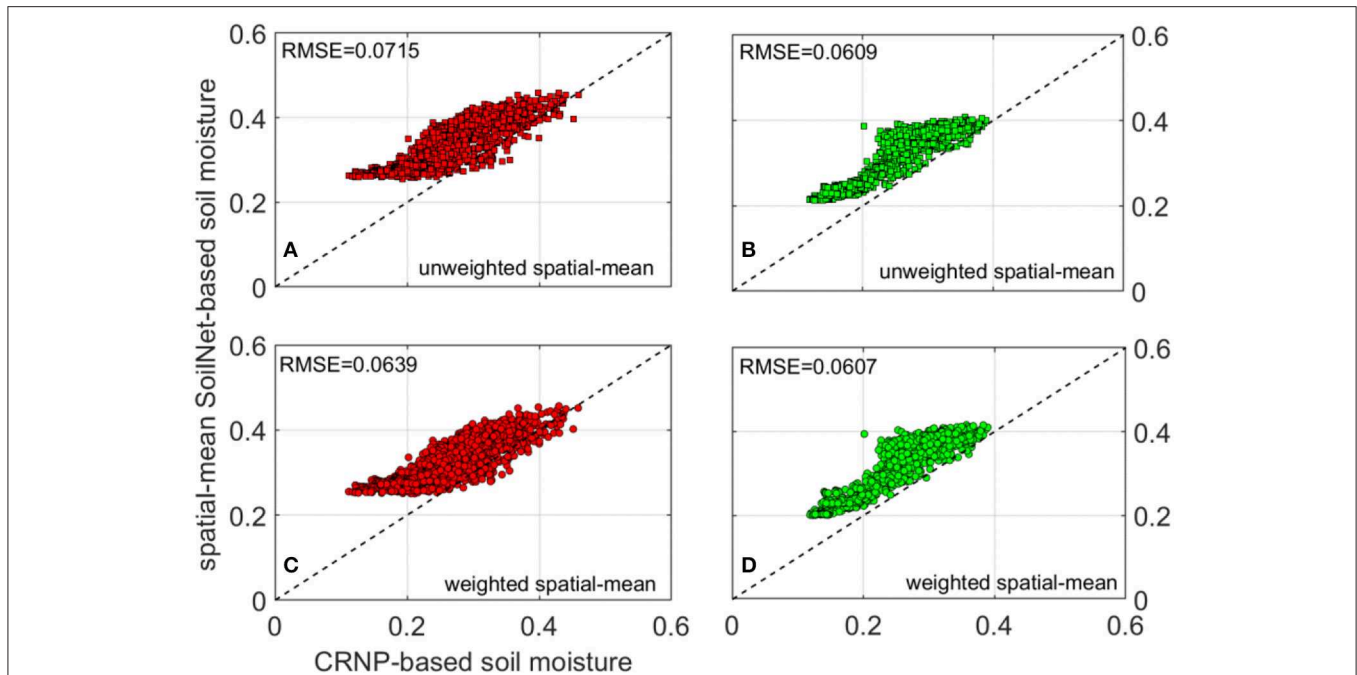 spatial-mean SoilNet-based soil moisture
0.6
RMSE=0.0715
0.4
0.2
A
unweighted spatial-mean
0
RMSE=0.0609
0.6
0.4
0.2
B
unweighted spatial-mean
0
0.6
RMSE=0.0639
0.4
0.2
C
weighted spatial-mean
0
0 0.2 0.4 0.6
RMSE=0.0607
0.6
0.4
0.2
D
weighted spatial-mean
0
0 0.2 0.4 0.6
CRNP-based soil moisture